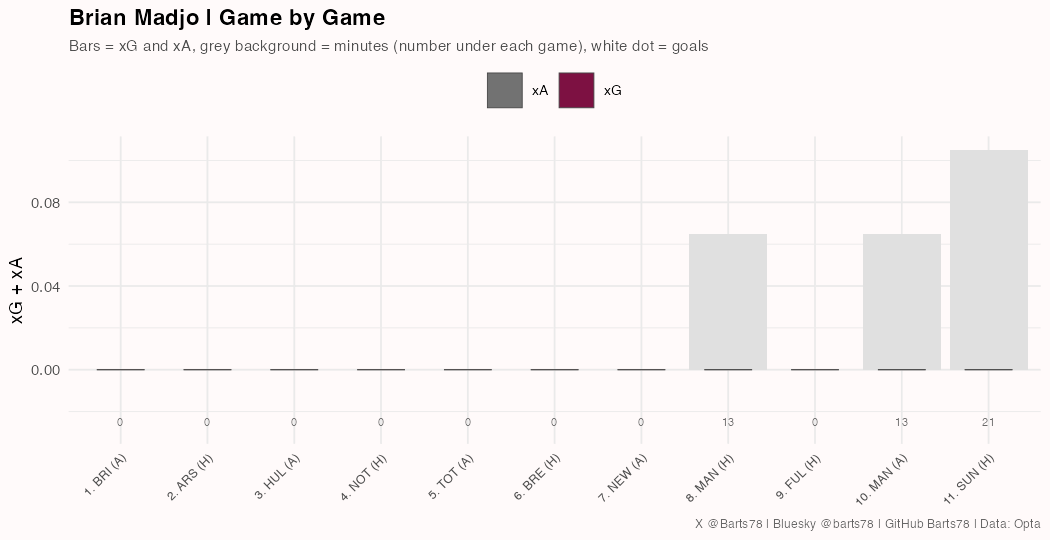 Brian Madjo | Game by Game
Bars = xG and xA, grey background = minutes (number under each game), white dot = goals
xA xG
xG + xA
0.08
0.04
0.00
0 0 0 0 0 0 0 13 0 13 21
1. BRI (A)
2. ARS (H)
3. HUL (A)
4. NOT (H)
5. TOT (A)
6. BRE (H)
7. NEW (A)
8. MAN (H)
9. FUL (H)
10. MAN (A)
11. SUN (H)
X @Barts78 | Bluesky @barts78 | GitHub Barts78 | Data: Opta